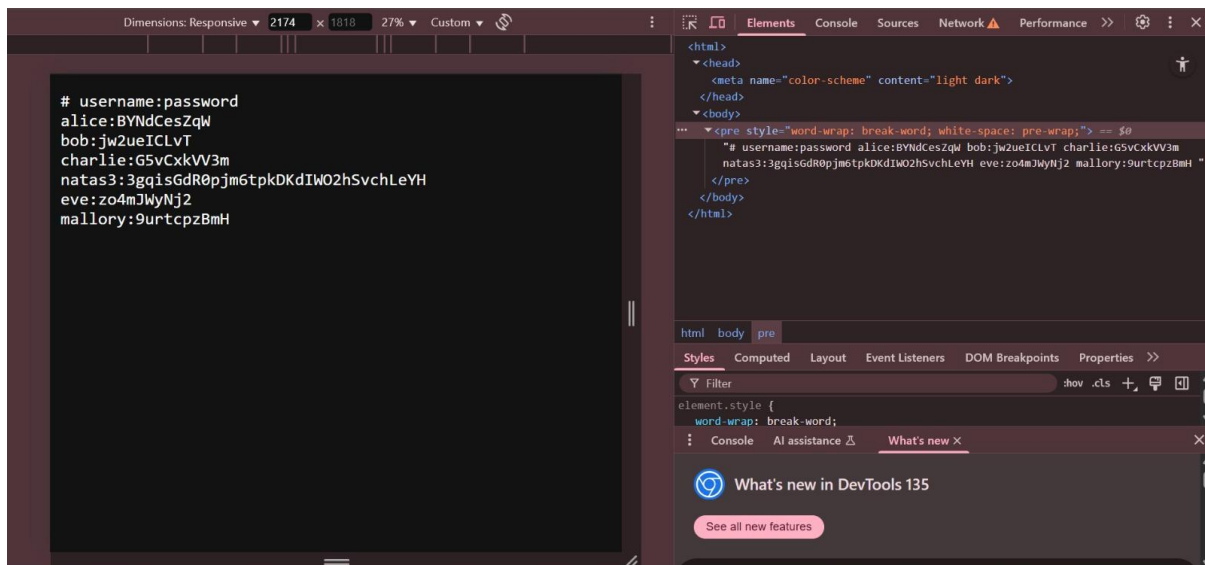 Dimensions: Responsive ▼ 2174 × 1818 27% ▼ Custom ▼
# username:password
alice:BYNdCesZqW
bob:jw2ueICLvT
charlie:G5vCxkVV3m
natas3:3gqisGdR0pjm6tpkDKdIWO2hSvchLeYH
eve:zo4mJWyNj2
mallory:9urtcpzBmH
Elements Console Sources Network Performance >>
<html>
▼<head>
<meta name="color-scheme" content="light dark">
</head>
▼<body>
••• ▼<pre style="word-wrap: break-word; white-space: pre-wrap;"> == $0
"# username:password alice:BYNdCesZqW bob:jw2ueICLvT charlie:G5vCxkVV3m
natas3:3gqisGdR0pjm6tpkDKdIWO2hSvchLeYH eve:zo4mJWyNj2 mallory:9urtcpzBmH "
</pre>
</body>
</html>
html body pre
Styles Computed Layout Event Listeners DOM Breakpoints Properties >>
Filter :hov .cls +
element.style {
word-wrap: break-word;
Console AI assistance What's new ×
What's new in DevTools 135
See all new features